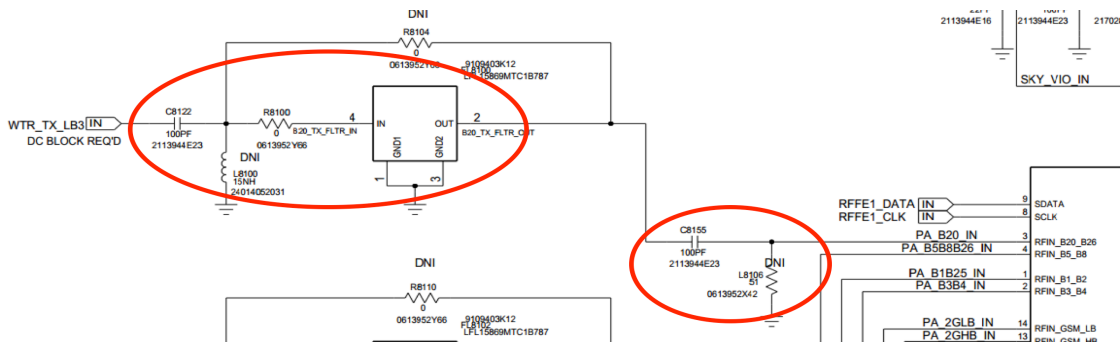 DNI
R8104
0
0613952Y66
9109403K12
FL8100
LFL15869MTC1B787
2113944E16
2113944E23
SKY_VIO_IN
C8122
100PF
2113944E23
WTR_TX_LB3 IN
DC BLOCK REQ'D
R8100
0
0613952Y66
B20_TX_FLTR_IN
4
IN
OUT
2
B20_TX_FLTR_OUT
GND1
GND2
1
3
DNI
L8100
15NH
24014052031
C8155
100PF
2113944E23
DNI
L8106
51
0613952X42
RFFE1_DATA IN
9
SDATA
RFFE1_CLK IN
8
SCLK
PA_B20_IN
3
RFIN_B20_B26
PA_B5B8B26_IN
4
RFIN_B5_B8
PA_B1B25_IN
1
RFIN_B1_B2
PA_B3B4_IN
2
RFIN_B3_B4
PA_2GLB_IN
14
RFIN_GSM_LB
PA_2GHB_IN
13
RFIN_GSM_HB
DNI
R8110
0
0613952Y66
9109403K12
FL8102
LFL15869MTC1B787